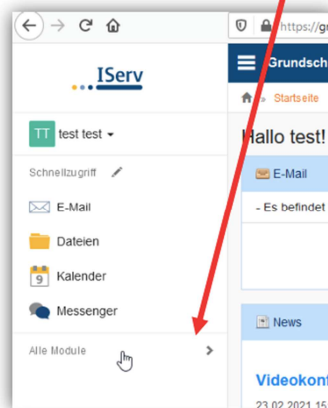 https://g
IServ
Grundsch
» Startseite
TT test test
Hallo test!
Schnellzugriff
E-Mail
Dateien
9 Kalender
Messenger
Alle Module
E-Mail
- Es befindet
News
Videokon
23.02.2021 15